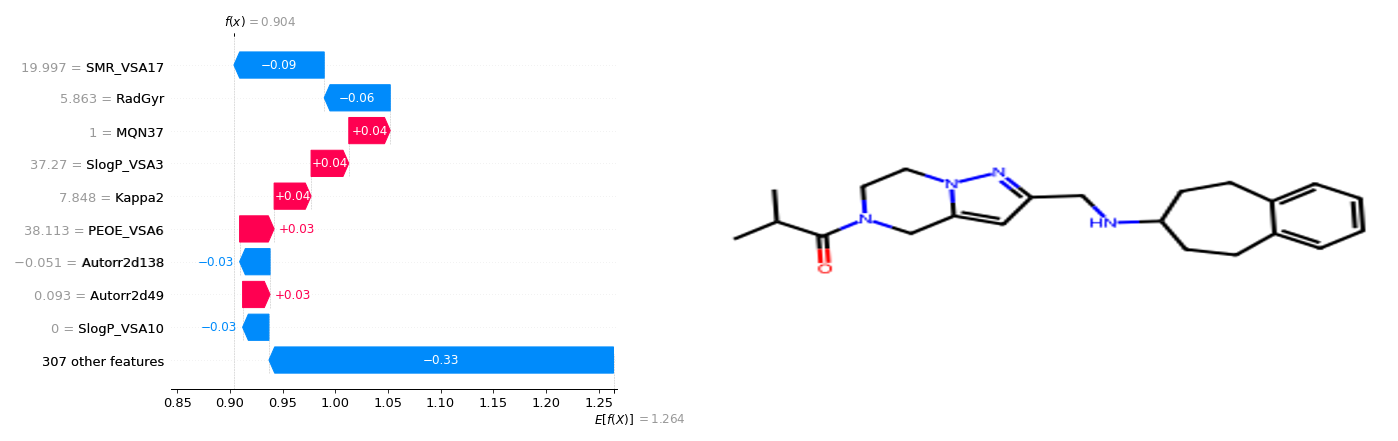 f(x) = 0.904
19.997 = SMR_VSA17
−0.09
5.863 = RadGyr
−0.06
1 = MQN37
+0.04
37.27 = SlogP_VSA3
+0.04
7.848 = Kappa2
+0.04
38.113 = PEOE_VSA6
+0.03
−0.051 = Autorr2d138
−0.03
0.093 = Autorr2d49
+0.03
0 = SlogP_VSA10
−0.03
307 other features
−0.33
0.85 0.90 0.95 1.00 1.05 1.10 1.15 1.20 1.25
E[f(X)] = 1.264
N
N
N
HN
O